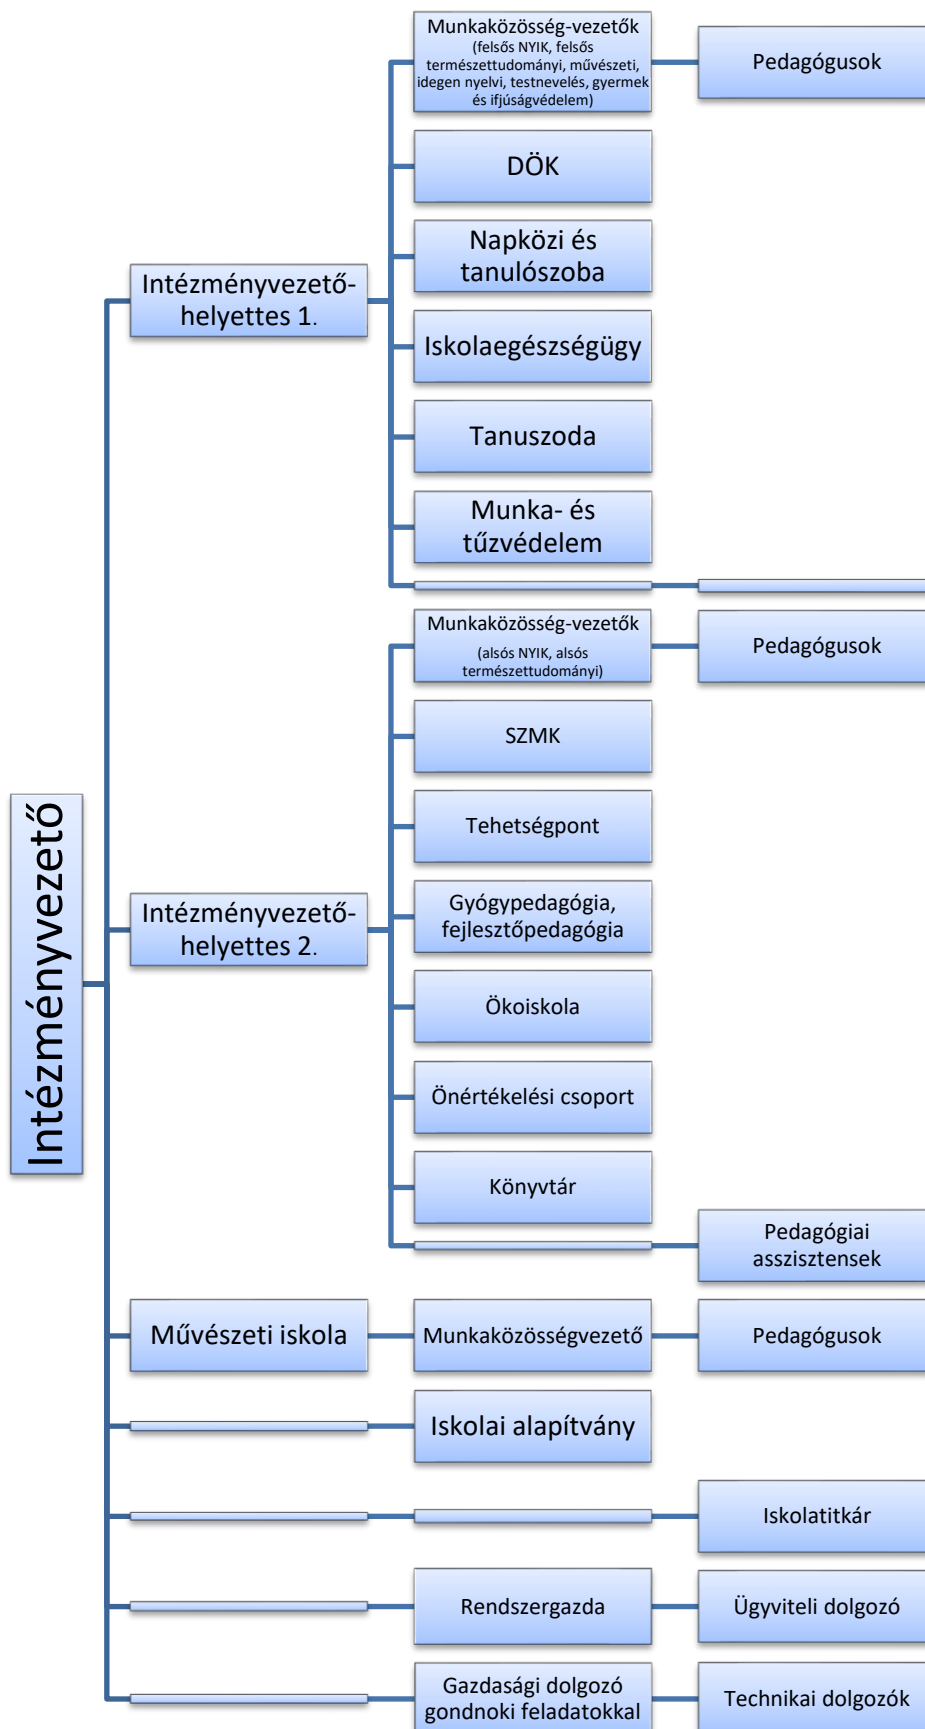 Munkaközösség-vezetők
(felsős NYIK, felsős
természettudományi, művészeti,
idegen nyelvi, testnevelés, gyermek
és ifjúságvédelem)
Pedagógusok
DÖK
Napközi és
tanulószoba
Intézményvezető-
helyettes 1.
Iskolaegészségügy
Tanuszoda
Munka- és
tűzvédelem
Munkaközösség-vezetők
(alsós NYIK, alsós
természettudományi)
Pedagógusok
SZMK
Tehetségpont
Intézményvezető
Intézményvezető-
helyettes 2.
Gyógypedagógia,
fejlesztőpedagógia
Ökoiskola
Önértékelési csoport
Könyvtár
Pedagógiai
asszisztensek
Művészeti iskola
Munkaközösségvezető
Pedagógusok
Iskolai alapítvány
Iskolatitkár
Rendszergazda
Ügyviteli dolgozó
Gazdasági dolgozó
gondnoki feladatokkal
Technikai dolgozók